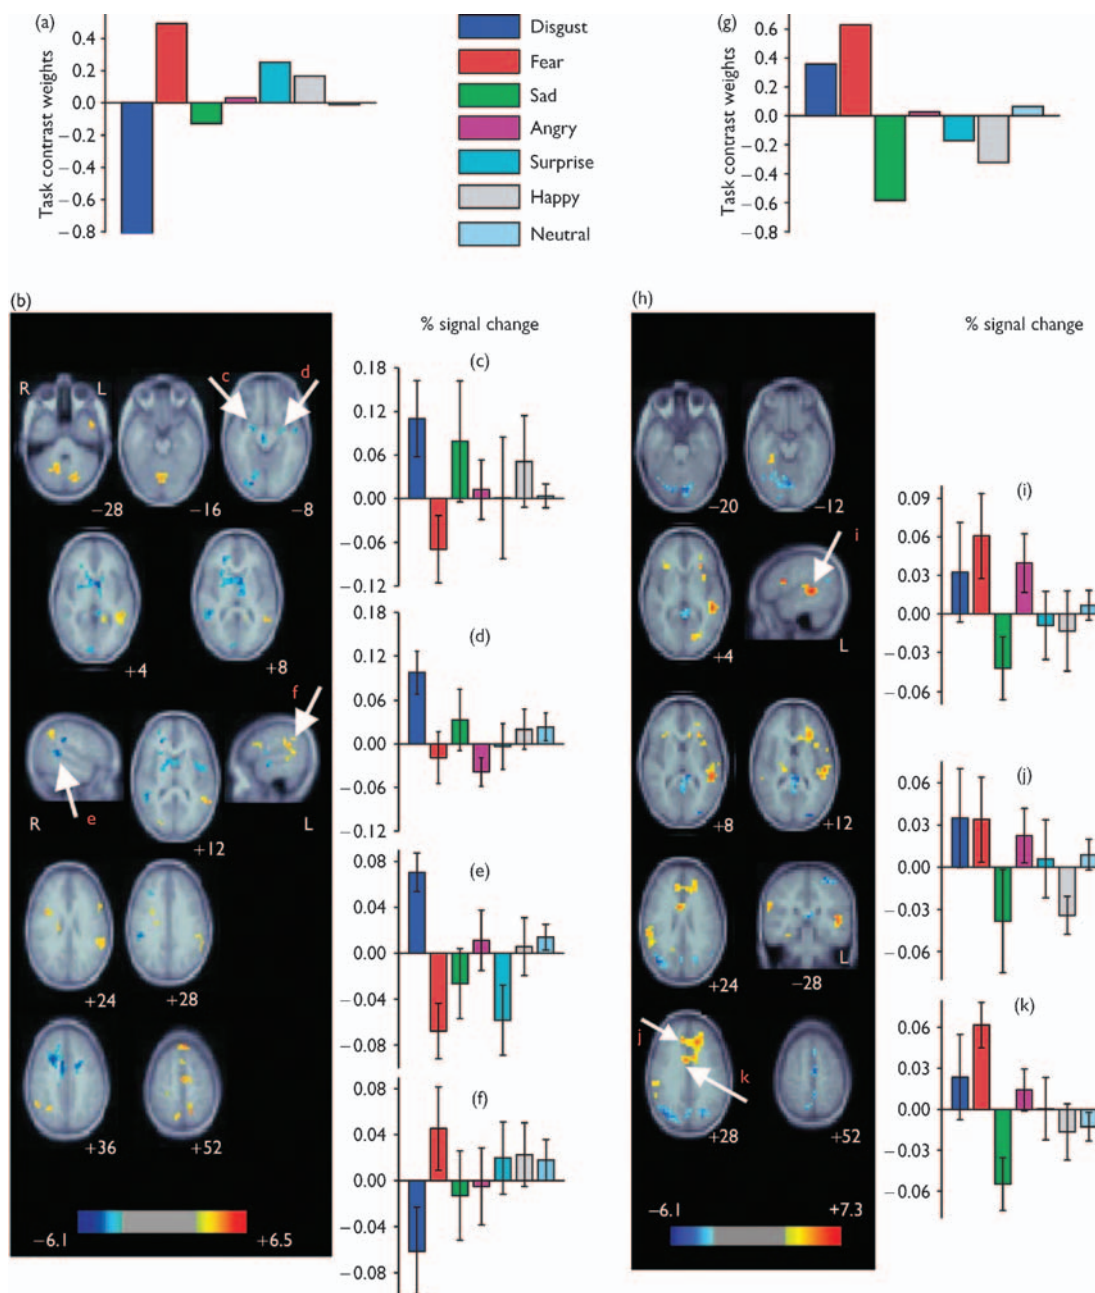 (a)
Task contrast weights
0.4
0.2
0.0
−0.2
−0.4
−0.6
−0.8
Disgust
Fear
Sad
Angry
Surprise
Happy
Neutral
(g)
Task contrast weights
0.6
0.4
0.2
0.0
−0.2
−0.4
−0.6
−0.8
(b)
R L
c d
−28 −16 −8
+4 +8
f
e
R L
+12
+24 +28
+36 +52
−6.1 +6.5
% signal change
(c)
0.18
0.12
0.06
0.00
−0.06
−0.12
(d)
0.18
0.12
0.06
0.00
−0.06
−0.12
(e)
0.08
0.04
0.00
−0.04
−0.08
(f)
0.08
0.04
0.00
−0.04
−0.08
(h)
−20 −12
i
+4 L
+8 +12
L
+24 −28
j
k
+28 +52
−6.1 +7.3
% signal change
(i)
0.09
0.06
0.03
0.00
−0.03
−0.06
(j)
0.06
0.03
0.00
−0.03
−0.06
(k)
0.06
0.03
0.00
−0.03
−0.06